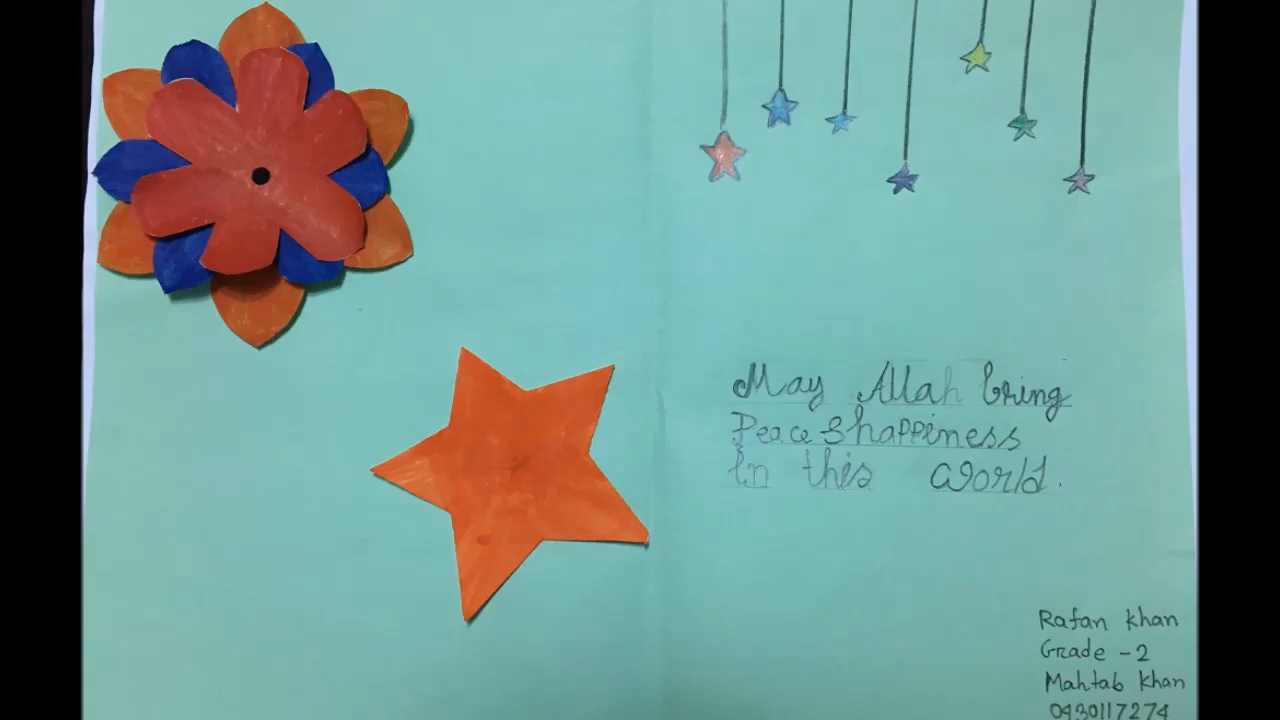 May Allah bring
Peace & happiness
In this world.
Rafan Khan
Grade - 2
Mahtab Khan
0430117274